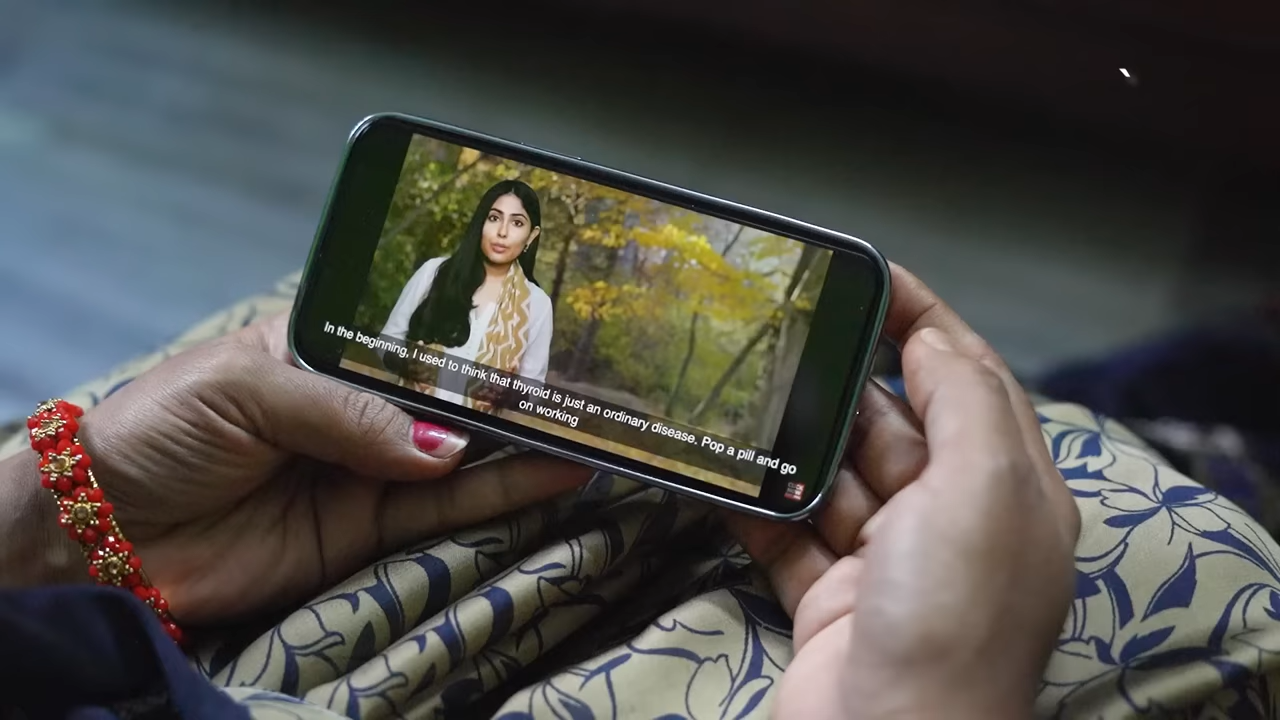 In the beginning, I used to think that thyroid is just an ordinary disease. Pop a pill and go
on working